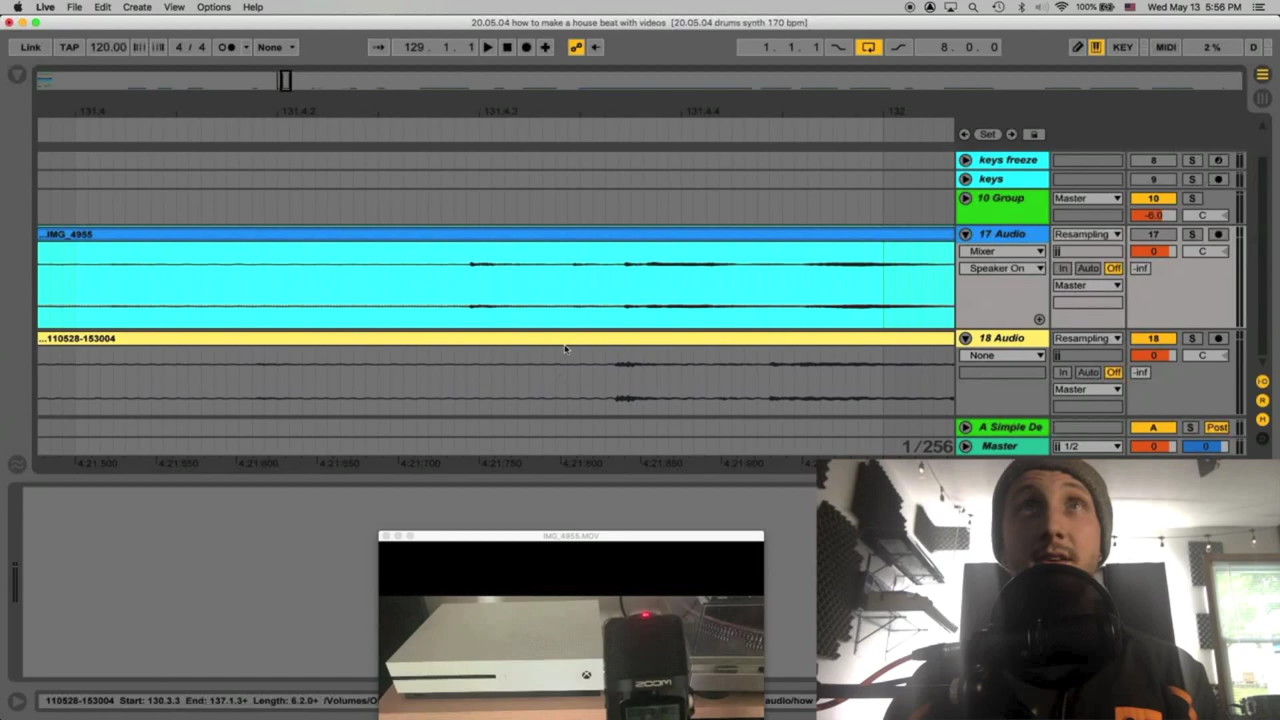 Live File Edit Create View Options Help 100% Wed May 13 5:56 PM
20.05.04 how to make a house beat with videos [20.05.04 drums synth 170 bpm]
Link TAP 120.00 4 / 4 None 129 . 1 . 1 1 . 1 . 1 8 . 0 . 0 KEY MIDI 2 % D
131.4 131.4.2 131.4.3 131.4.4 132
Set
keys freeze 8 S
keys 9 S
10 Group Master 10 S
-6.0 C
...IMG_4955 17 Audio Resampling 17 S
Mixer 0 C
Speaker On In Auto Off -inf
Master
...110528-153004 18 Audio Resampling 18 S
None 0 C
In Auto Off -inf
Master
A Simple De A S Post
1/256 Master 1/2 0 0
4:21:500 4:21:550 4:21:600 4:21:650 4:21:700 4:21:750 4:21:800 4:21:850 4:21:900
IMG_4955.MOV
ZOOM
110528-153004 Start: 130.3.3 End: 137.1.3+ Length: 6.2.0+ /Volumes/O audio/how